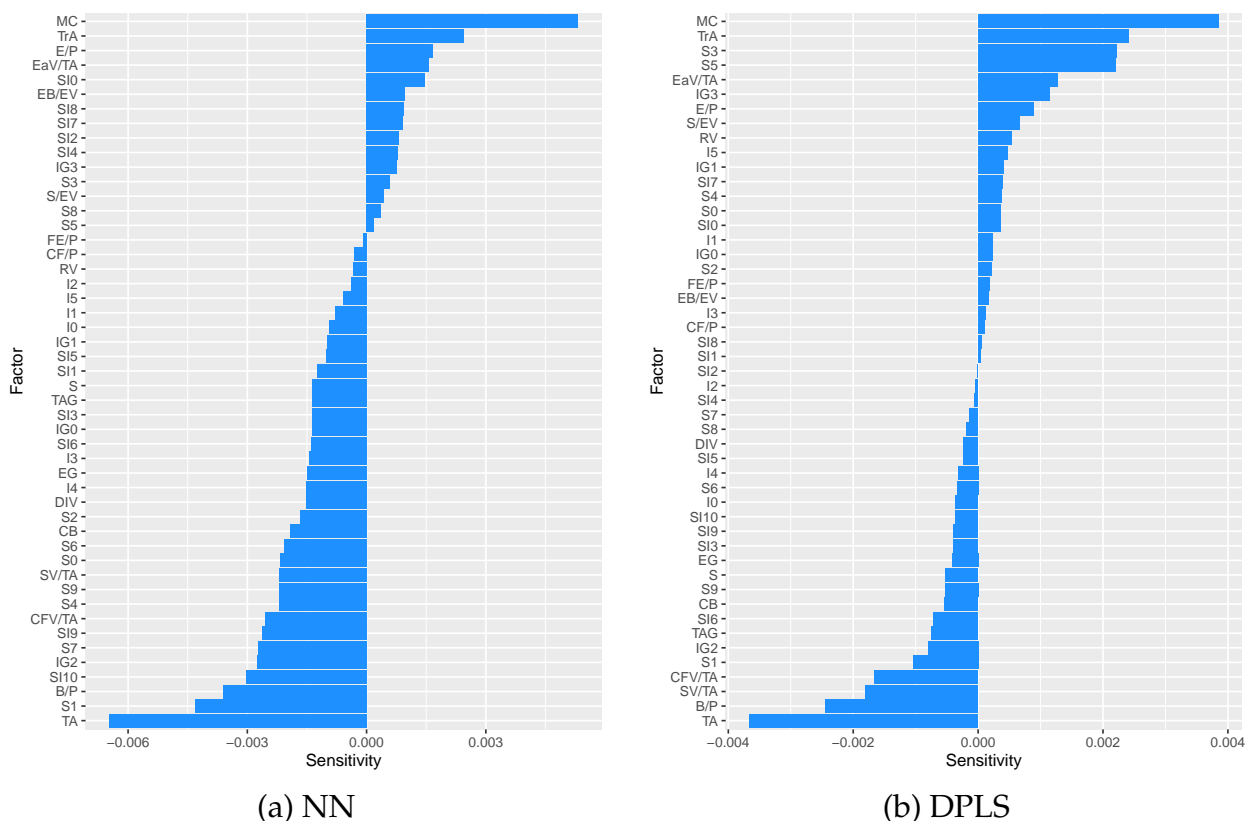 MC
TrA
E/P
EaV/TA
SI0
EB/EV
SI8
SI7
SI2
SI4
IG3
S3
S/EV
S8
S5
FE/P
CF/P
RV
I2
I5
I1
I0
IG1
SI5
SI1
S
TAG
SI3
IG0
SI6
I3
EG
I4
DIV
S2
CB
S6
S0
SV/TA
S9
S4
CFV/TA
SI9
S7
IG2
SI10
B/P
S1
TA
Factor
−0.006 −0.003 0.000 0.003
Sensitivity
(a) NN
MC
TrA
S3
S5
EaV/TA
IG3
E/P
S/EV
RV
I5
IG1
SI7
S4
S0
SI0
I1
IG0
S2
FE/P
EB/EV
I3
CF/P
SI8
SI1
SI2
I2
SI4
S7
S8
DIV
SI5
I4
S6
I0
SI10
SI9
SI3
EG
S
S9
CB
SI6
TAG
IG2
S1
CFV/TA
SV/TA
B/P
TA
Factor
−0.004 −0.002 0.000 0.002 0.004
Sensitivity
(b) DPLS